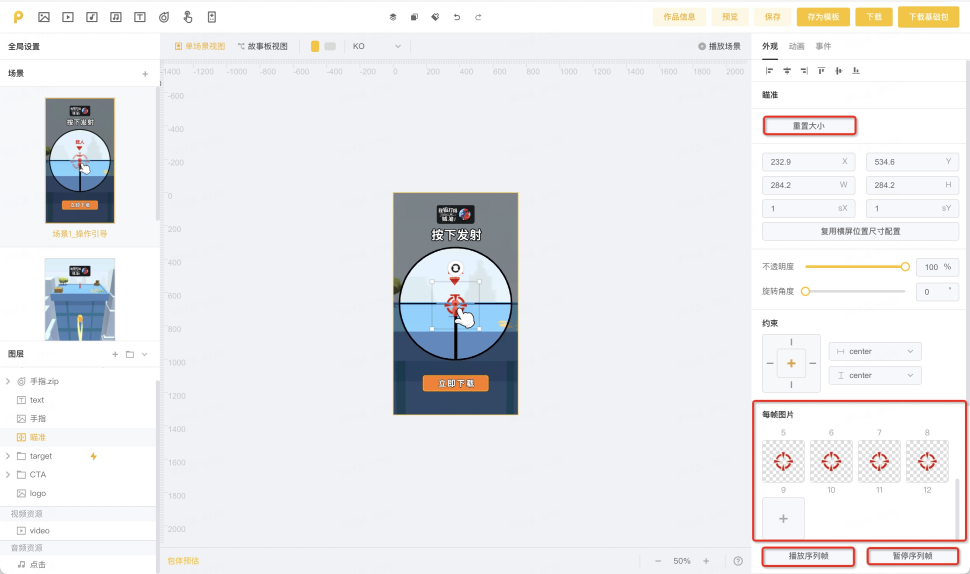 作品信息
预览
保存
存为模板
下载
下载基础包
全局设置
单场景视图
故事板视图
KO
播放场景
外观
动画
事件
场景
-1400 -1200 -1000 -800 -600 -400 -200 0 200 400 600 800 1000 1200 1400 1600 1800 2000
-600
-400
-200
0
200
400
600
800
1000
1200
1400
1600
1800
2000
按下发射
立即下载
场景1_操作引导
按下发射
立即下载
瞄准
重置大小
232.9 X
534.6 Y
284.2 W
284.2 H
1 sX
1 sY
复用横屏位置尺寸配置
不透明度
100 %
旋转角度
0 °
约束
center
center
每帧图片
5 6 7 8
9 10 11 12
播放序列帧
暂停序列帧
图层
手指.zip
text
手指
瞄准
target
CTA
logo
视频资源
video
音频资源
点击
包体预估
50%